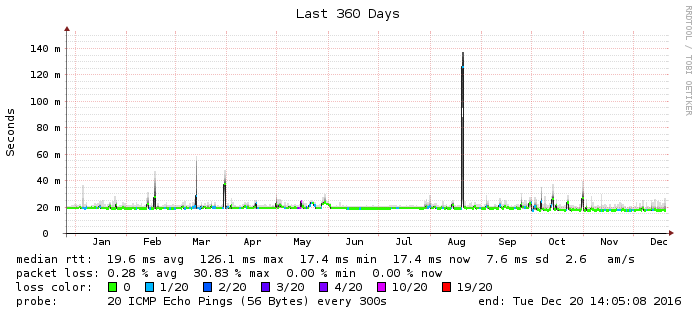 Last 360 Days
RRDTOOL / TOBI OETIKER
Seconds
140 m
120 m
100 m
80 m
60 m
40 m
20 m
0
Jan Feb Mar Apr May Jun Jul Aug Sep Oct Nov Dec
median rtt: 19.6 ms avg 126.1 ms max 17.4 ms min 17.4 ms now 7.6 ms sd 2.6 am/s
packet loss: 0.28 % avg 30.83 % max 0.00 % min 0.00 % now
loss color: 0 1/20 2/20 3/20 4/20 10/20 19/20
probe: 20 ICMP Echo Pings (56 Bytes) every 300s end: Tue Dec 20 14:05:08 2016